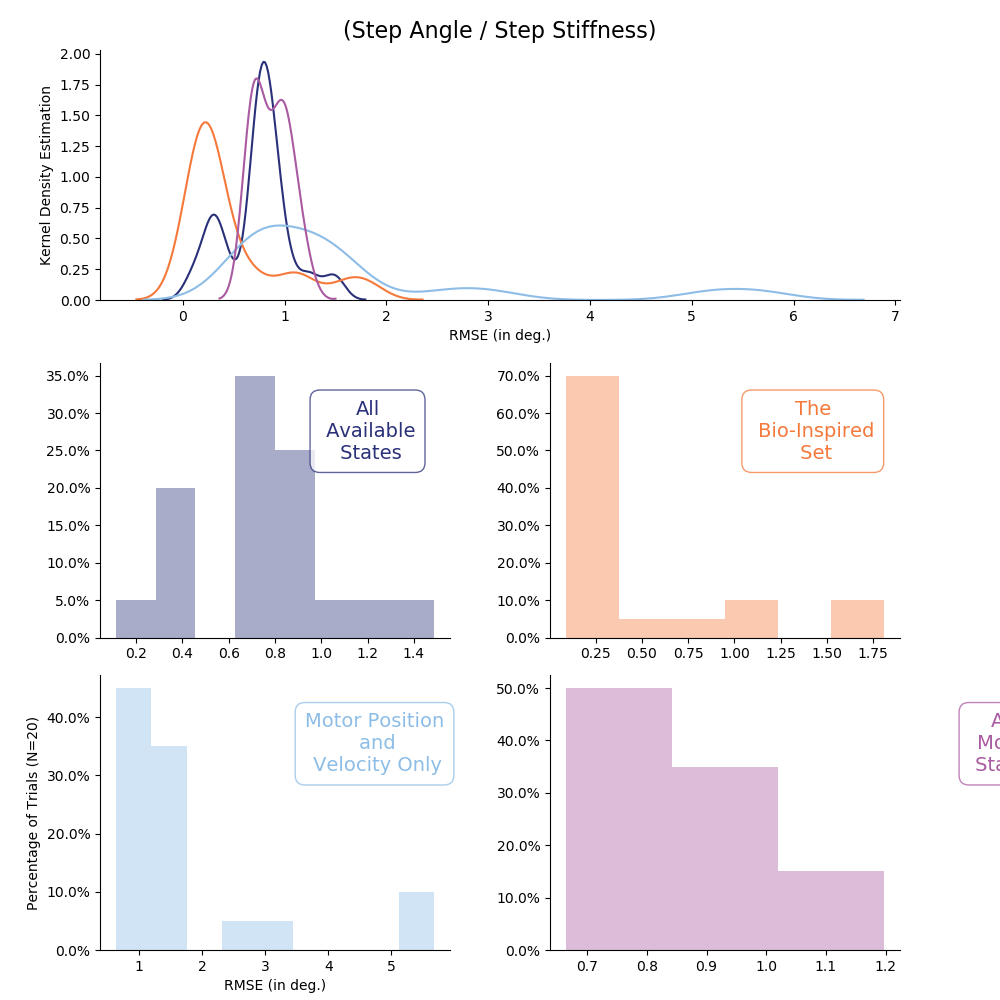 (Step Angle / Step Stiffness)
Kernel Density Estimation
2.00
1.75
1.50
1.25
1.00
0.75
0.50
0.25
0.00
0 1 2 3 4 5 6 7
RMSE (in deg.)
35.0%
30.0%
25.0%
20.0%
15.0%
10.0%
5.0%
0.0%
0.2 0.4 0.6 0.8 1.0 1.2 1.4
All
Available
States
70.0%
60.0%
50.0%
40.0%
30.0%
20.0%
10.0%
0.0%
0.25 0.50 0.75 1.00 1.25 1.50 1.75
The
Bio-Inspired
Set
Percentage of Trials (N=20)
40.0%
30.0%
20.0%
10.0%
0.0%
1 2 3 4 5
RMSE (in deg.)
Motor Position
and
Velocity Only
50.0%
40.0%
30.0%
20.0%
10.0%
0.0%
0.7 0.8 0.9 1.0 1.1 1.2